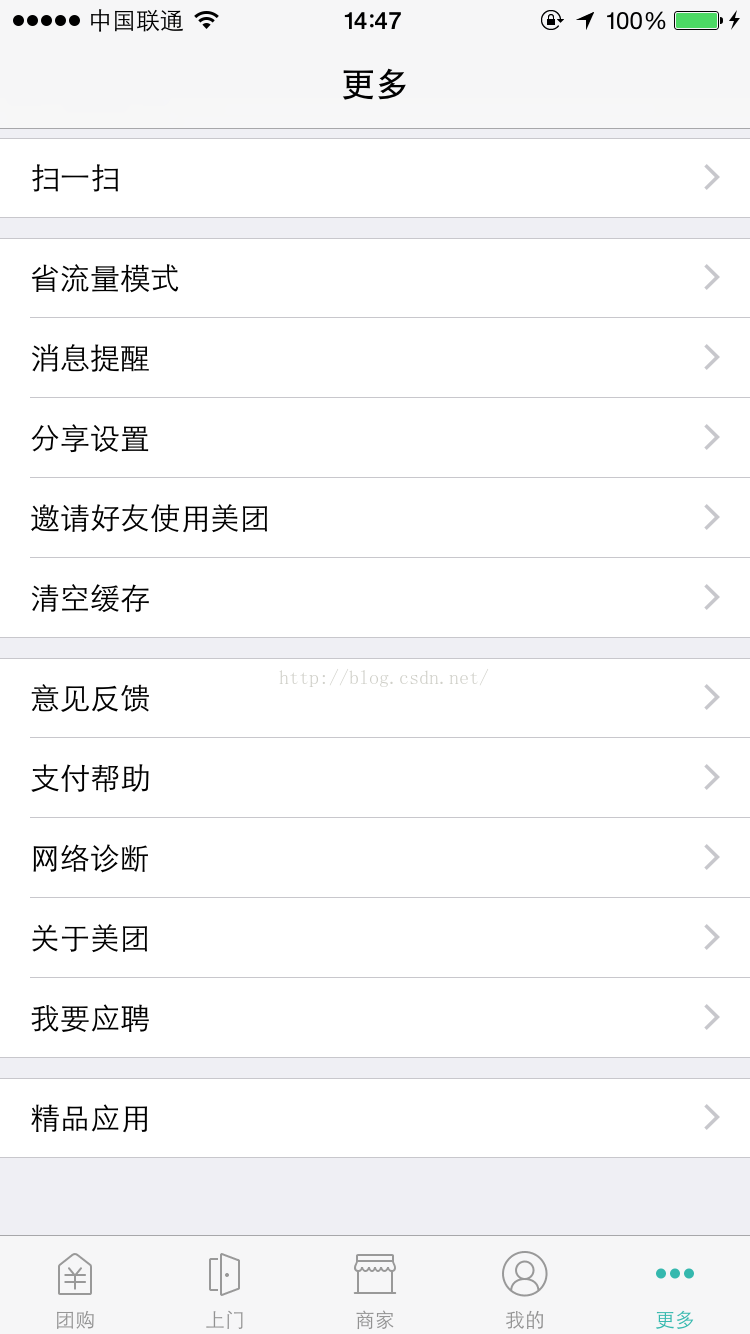 中国联通 14:47 100%
更多
扫一扫
省流量模式
消息提醒
分享设置
邀请好友使用美团
清空缓存
http://blog.csdn.net/
意见反馈
支付帮助
网络诊断
关于美团
我要应聘
精品应用
团购 上门 商家 我的 更多